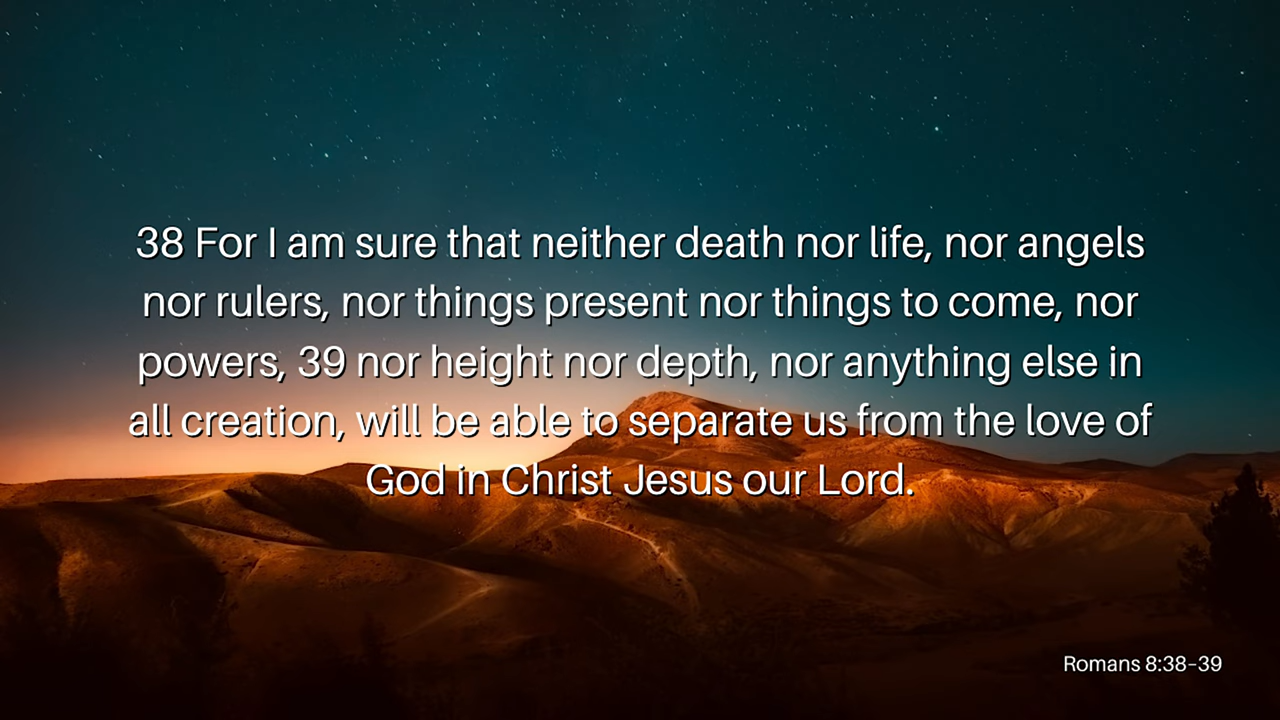 38 For I am sure that neither death nor life, nor angels
nor rulers, nor things present nor things to come, nor
powers, 39 nor height nor depth, nor anything else in
all creation, will be able to separate us from the love of
God in Christ Jesus our Lord.
Romans 8:38–39